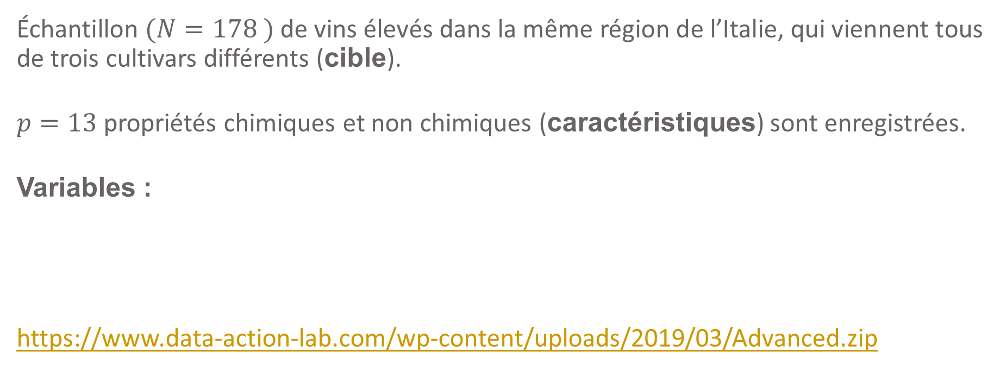 Échantillon (N = 178 ) de vins élevés dans la même région de l’Italie, qui viennent tous
de trois cultivars différents (cible).
p = 13 propriétés chimiques et non chimiques (caractéristiques) sont enregistrées.
Variables :
https://www.data-action-lab.com/wp-content/uploads/2019/03/Advanced.zip